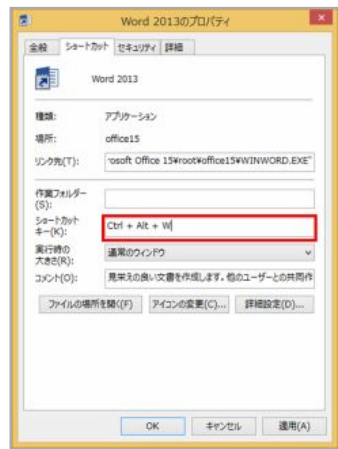 Word 2013のプロパティ
全般 ショートカット セキュリティ 詳細
Word 2013
種類: アプリケーション
場所: office15
リンク先(T): osoft Office 15¥root¥office15¥WINWORD.EXE"
作業フォルダー
(S):
ショートカット
キー(K): Ctrl + Alt + W
実行時の
大きさ(R): 通常のウィンドウ
コメント(O): 見栄えの良い文書を作成します。他のユーザーとの共同作
ファイルの場所を開く(F) アイコンの変更(C)... 詳細設定(D)...
OK キャンセル 適用(A)